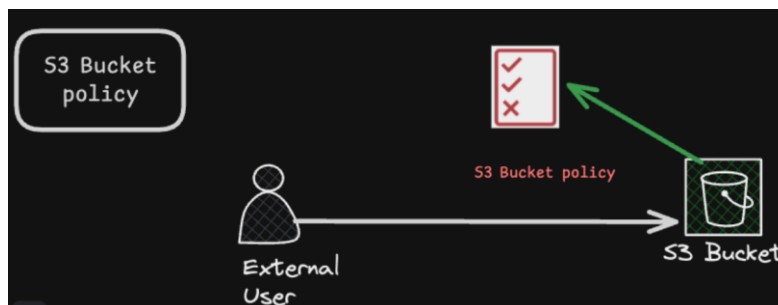 S3 Bucket
policy
S3 Bucket policy
S3 Bucket
External
User